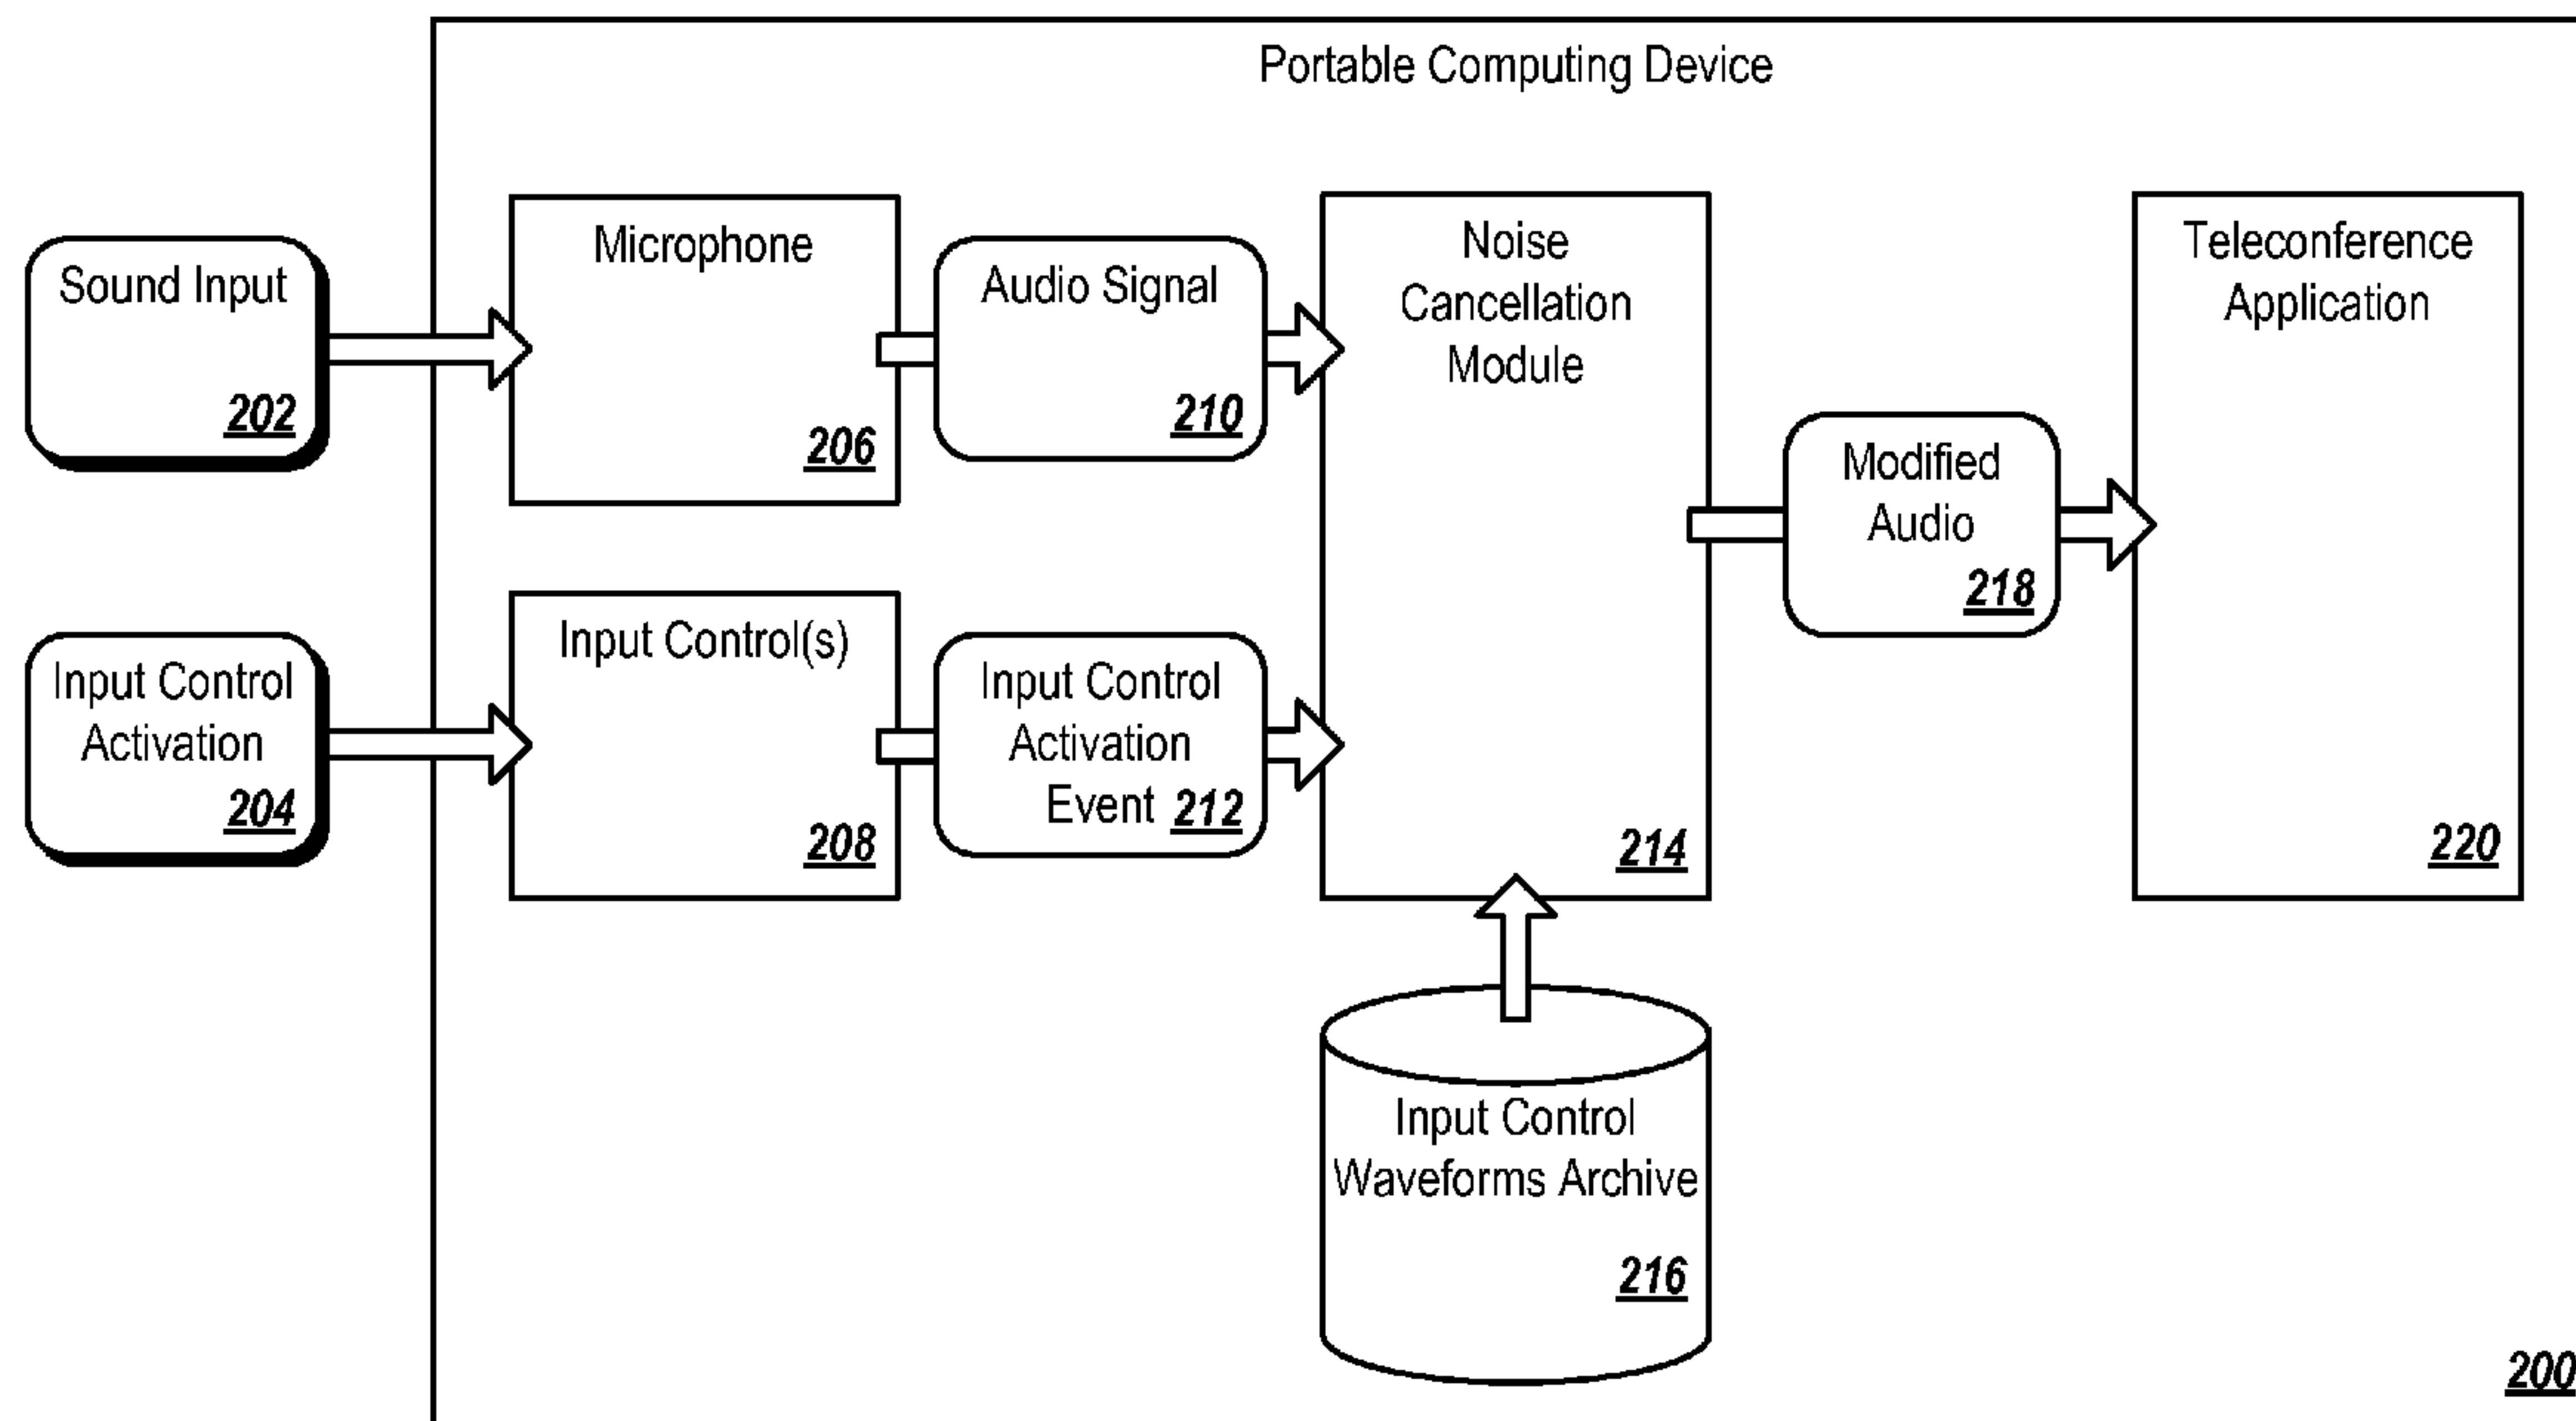 Portable Computing Device
Sound Input
202
Microphone
206
Audio Signal
210
Noise
Cancellation
Module
214
Teleconference
Application
220
Modified
Audio
218
Input Control
Activation
204
Input Control(s)
208
Input Control
Activation
Event 212
Input Control
Waveforms Archive
216
200